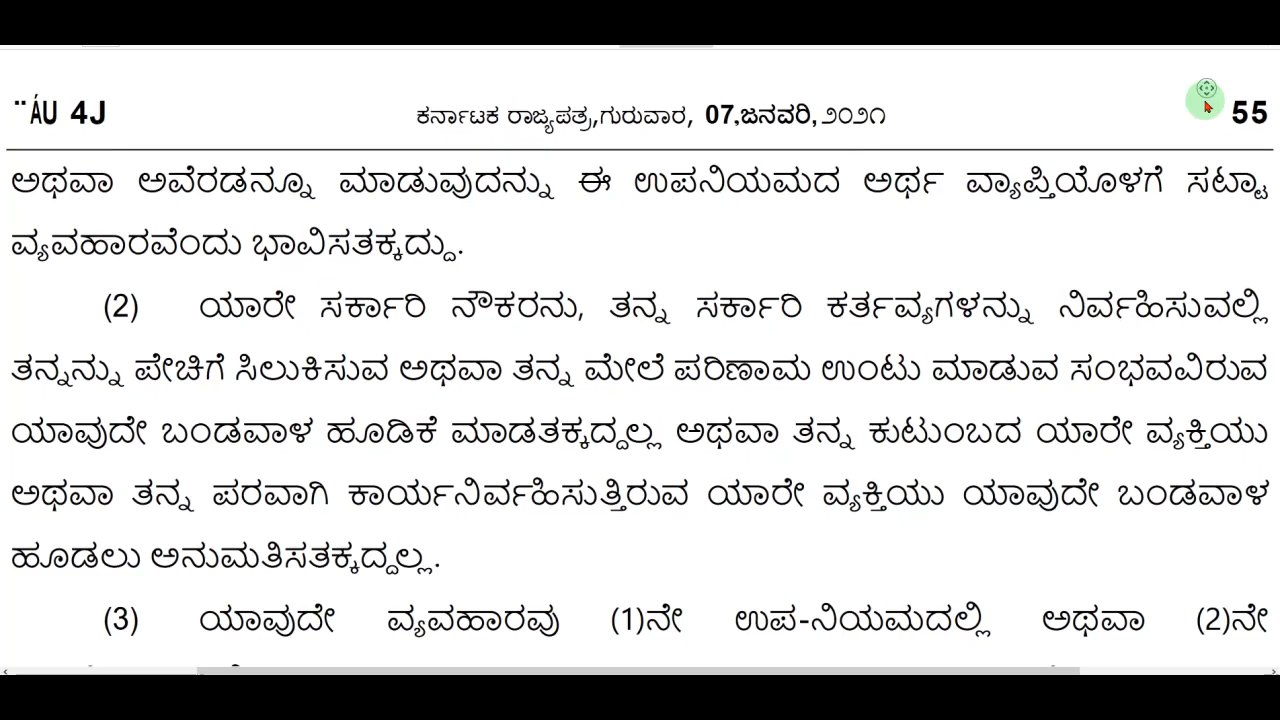 ¨ÁU 4J ಕರ್ನಾಟಕ ರಾಜ್ಯಪತ್ರ,ಗುರುವಾರ, 07,ಜನವರಿ,೨೦೨೧ 55
ಅಥವಾ ಅವೆರಡನ್ನೂ ಮಾಡುವುದನ್ನು ಈ ಉಪನಿಯಮದ ಅರ್ಥ ವ್ಯಾಪ್ತಿಯೊಳಗೆ ಸಟ್ಟಾ
ವ್ಯವಹಾರವೆಂದು ಭಾವಿಸತಕ್ಕದ್ದು.
(2) ಯಾರೇ ಸರ್ಕಾರಿ ನೌಕರನು, ತನ್ನ ಸರ್ಕಾರಿ ಕರ್ತವ್ಯಗಳನ್ನು ನಿರ್ವಹಿಸುವಲ್ಲಿ
ತನ್ನನ್ನು ಪೇಚಿಗೆ ಸಿಲುಕಿಸುವ ಅಥವಾ ತನ್ನ ಮೇಲೆ ಪರಿಣಾಮ ಉಂಟು ಮಾಡುವ ಸಂಭವವಿರುವ
ಯಾವುದೇ ಬಂಡವಾಳ ಹೂಡಿಕೆ ಮಾಡತಕ್ಕದ್ದಲ್ಲ ಅಥವಾ ತನ್ನ ಕುಟುಂಬದ ಯಾರೇ ವ್ಯಕ್ತಿಯು
ಅಥವಾ ತನ್ನ ಪರವಾಗಿ ಕಾರ್ಯನಿರ್ವಹಿಸುತ್ತಿರುವ ಯಾರೇ ವ್ಯಕ್ತಿಯು ಯಾವುದೇ ಬಂಡವಾಳ
ಹೂಡಲು ಅನುಮತಿಸತಕ್ಕದ್ದಲ್ಲ.
(3) ಯಾವುದೇ ವ್ಯವಹಾರವು (1)ನೇ ಉಪ-ನಿಯಮದಲ್ಲಿ ಅಥವಾ (2)ನೇ